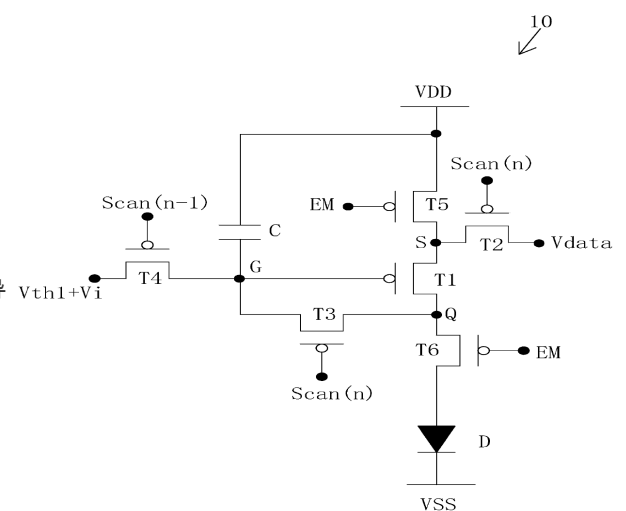 10
VDD
Scan(n)
Scan(n-1)
EM
T5
C
S
T2
Vdata
G
T4
T1
Vth1+Vi
T3
Q
T6
EM
Scan(n)
D
VSS